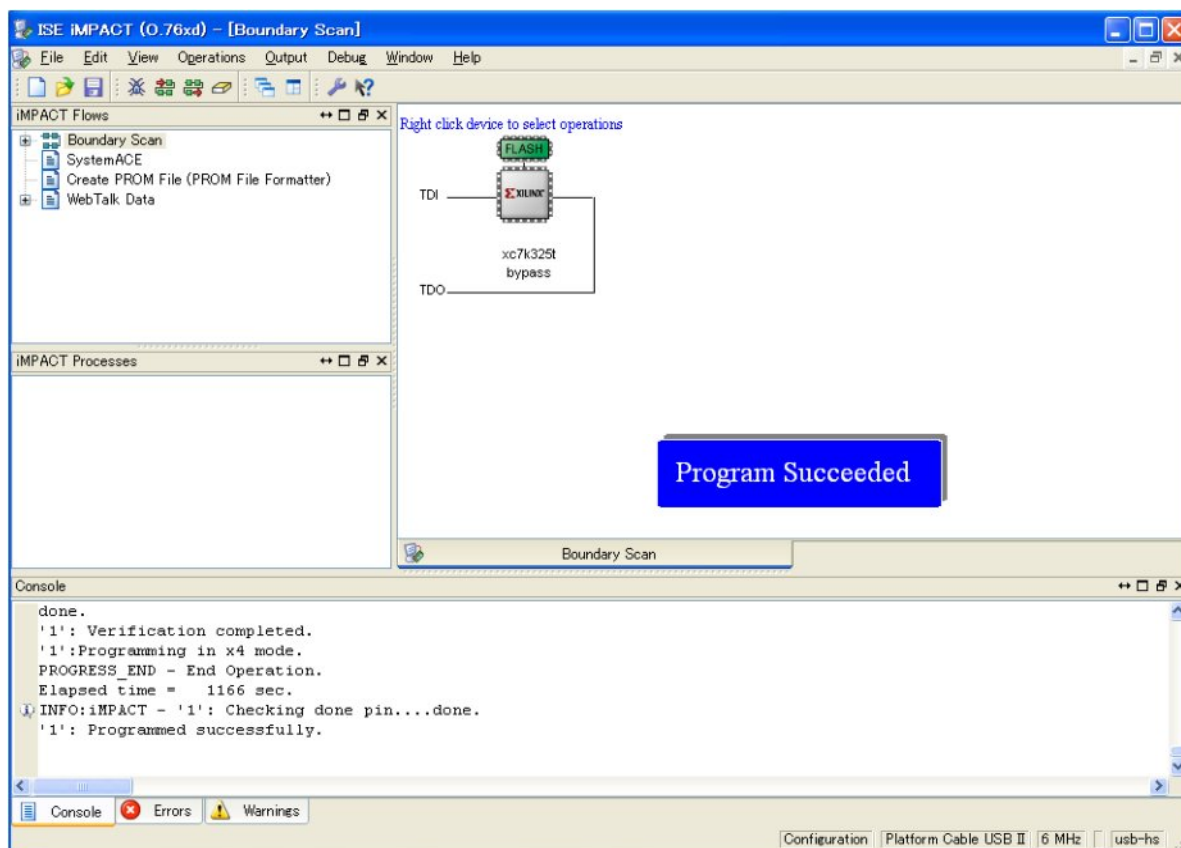 ISE iMPACT (O.76xd) - [Boundary Scan]
File Edit View Operations Output Debug Window Help
iMPACT Flows
Boundary Scan
SystemACE
Create PROM File (PROM File Formatter)
WebTalk Data
iMPACT Processes
Right click device to select operations
FLASH
TDI
XILINX
xc7k325t
bypass
TDO
Program Succeeded
Boundary Scan
Console
done.
'1': Verification completed.
'1':Programming in x4 mode.
PROGRESS_END - End Operation.
Elapsed time =   1166 sec.
INFO:iMPACT - '1': Checking done pin....done.
'1': Programmed successfully.
Console Errors Warnings
Configuration Platform Cable USB II 6 MHz usb-hs